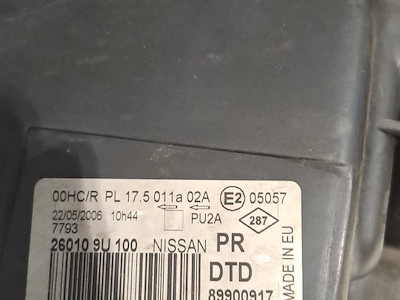 00HC/R PL 17.5 011a 02A E2 05057
22/05/2006 10h44 PU2A 287
7793
26010 9U 100 NISSAN PR
DTD
89900917
MADE IN EU